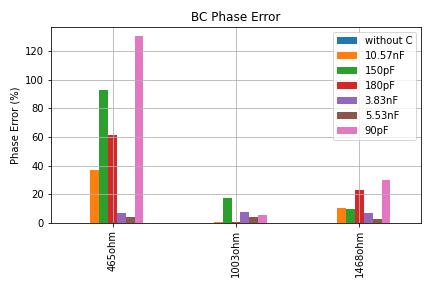 BC Phase Error
Phase Error (%)
120
100
80
60
40
20
0
without C
10.57nF
150pF
180pF
3.83nF
5.53nF
90pF
465ohm
1003ohm
1468ohm